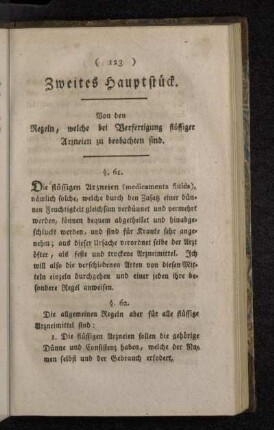 ( 123 )
Zweites Hauptstück.
Von den
Regeln, welche bei Verfertigung flüssiger
Arzneien zu beobachten sind.
§. 61.
Die flüssigen Arzneien (medicamenta fluida),
nämlich solche, welche durch den Zusatz einer dün-
nen Feuchtigkeit gleichsam verdünnet und vermehret
werden, können bequem abgetheilet und hinabge-
schluckt werden, und sind für Kranke sehr ange-
nehm; aus dieser Ursache verordnet selbe der Arzt
öfter, als feste und trockene Arzneimittel. Ich
will also die verschiedenen Arten von diesen Mit-
teln einzeln durchgehen und einer jeden ihre be-
sondere Regel anweisen.
§. 62.
Die allgemeinen Regeln aber für alle flüssige
Arzneimittel sind:
1. Die flüssigen Arzneien sollen die gehörige
Dünne und Consistenz haben, welche der Na-
men selbst und der Gebrauch erfodert.